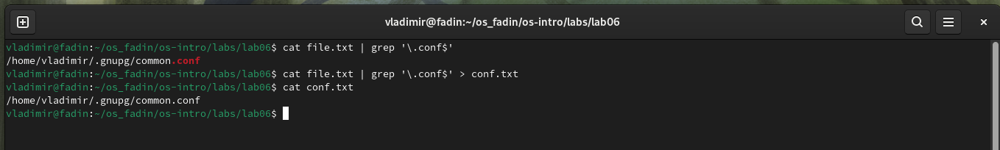 vladimir@fadin:~/os_fadin/os-intro/labs/lab06
vladimir@fadin:~/os_fadin/os-intro/labs/lab06$ cat file.txt | grep '\.conf$'
/home/vladimir/.gnupg/common.conf
vladimir@fadin:~/os_fadin/os-intro/labs/lab06$ cat file.txt | grep '\.conf$' > conf.txt
vladimir@fadin:~/os_fadin/os-intro/labs/lab06$ cat conf.txt
/home/vladimir/.gnupg/common.conf
vladimir@fadin:~/os_fadin/os-intro/labs/lab06$